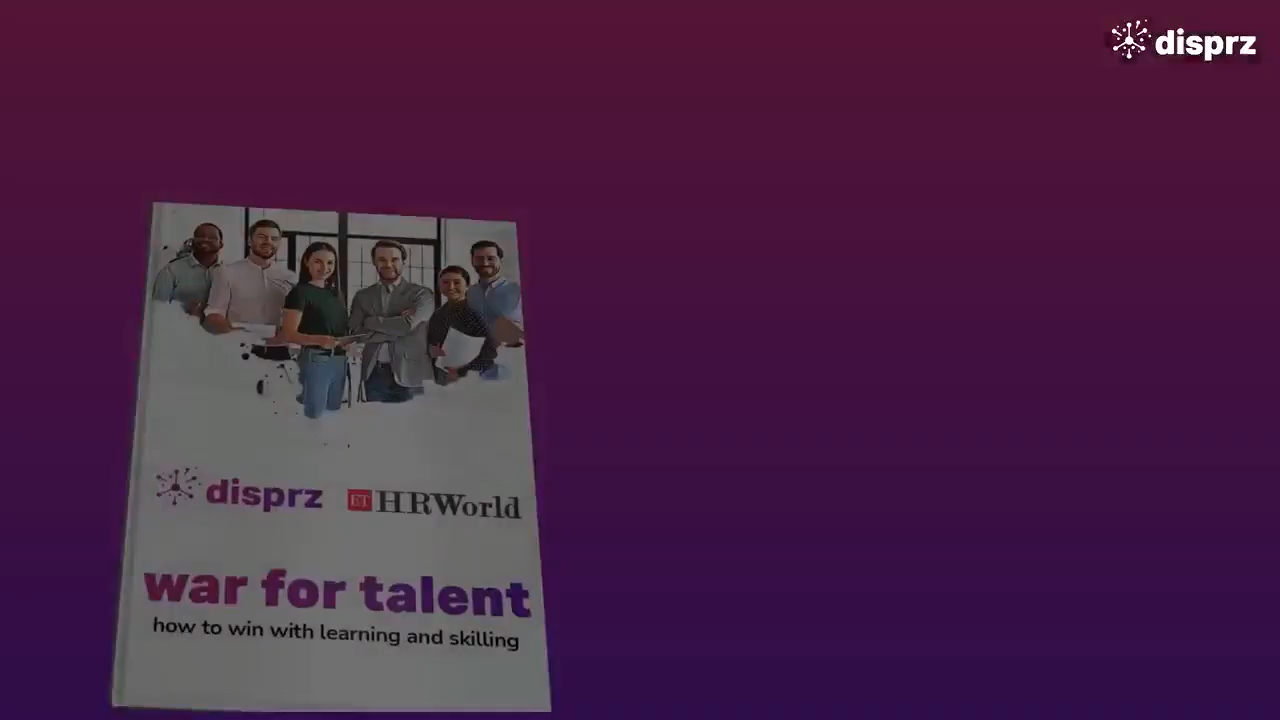 disprz
disprz ET HRWorld
war for talent
how to win with learning and skilling